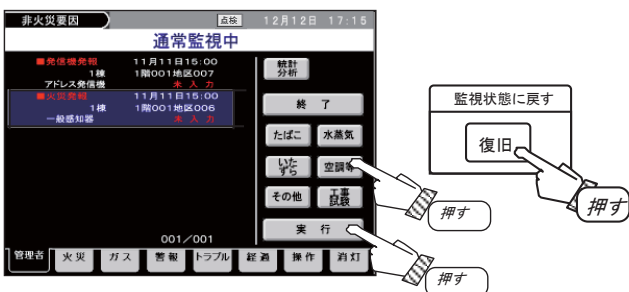 非火災要因 点検 12月12日 17:15
通常監視中
■発信機発報 11月11日15:00
1棟 1階001地区007
アドレス発信機 未入力
■火災発報 11月11日15:00
1棟 1階001地区006
一般感知器 未入力
001/001
統計
分析
終 了
たばこ 水蒸気
いた
ずら
空調等
その他
工事
試験
実 行
管理者 火災 ガス 警報 トラブル 経過 操作 消灯
押す
押す
監視状態に戻す
復旧
押す